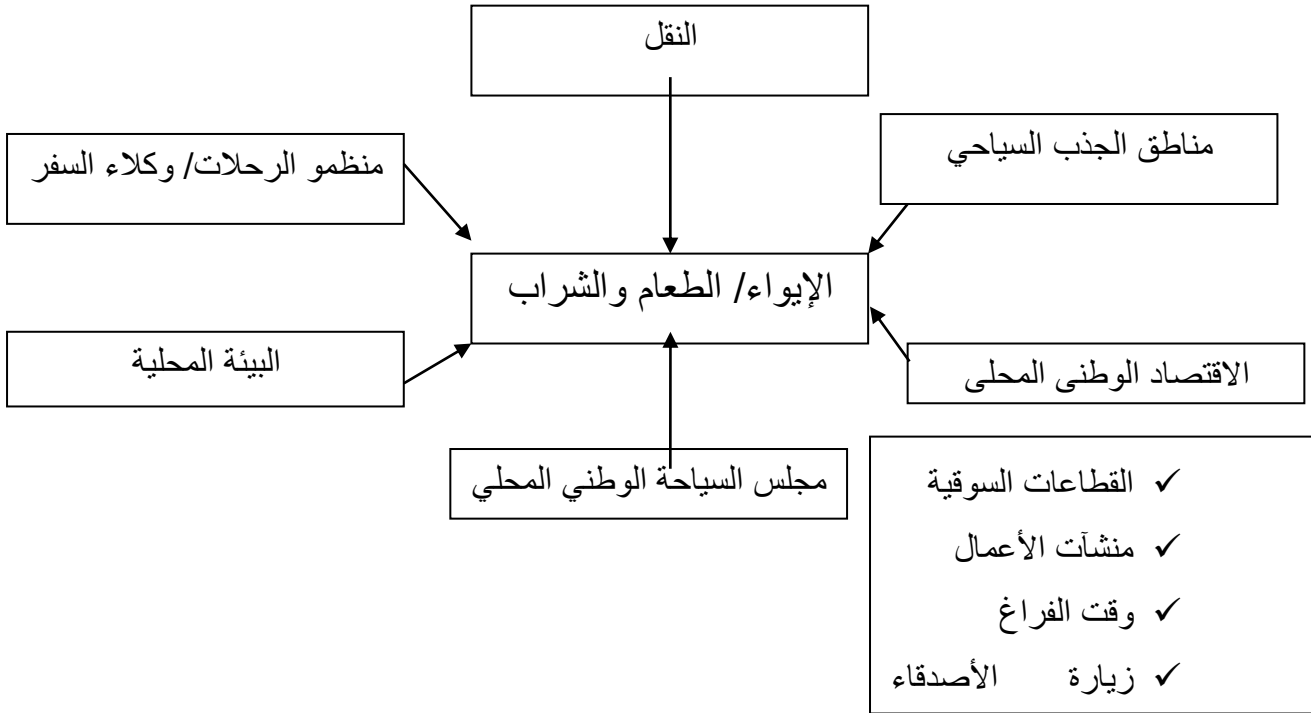 النقل
مناطق الجذب السياحي
منظمو الرحلات/ وكلاء السفر
الإيواء/ الطعام والشراب
البيئة المحلية
الاقتصاد الوطنى المحلى
مجلس السياحة الوطني المحلي
✓ القطاعات السوقية
✓ منشآت الأعمال
✓ وقت الفراغ
✓ زيارة الأصدقاء